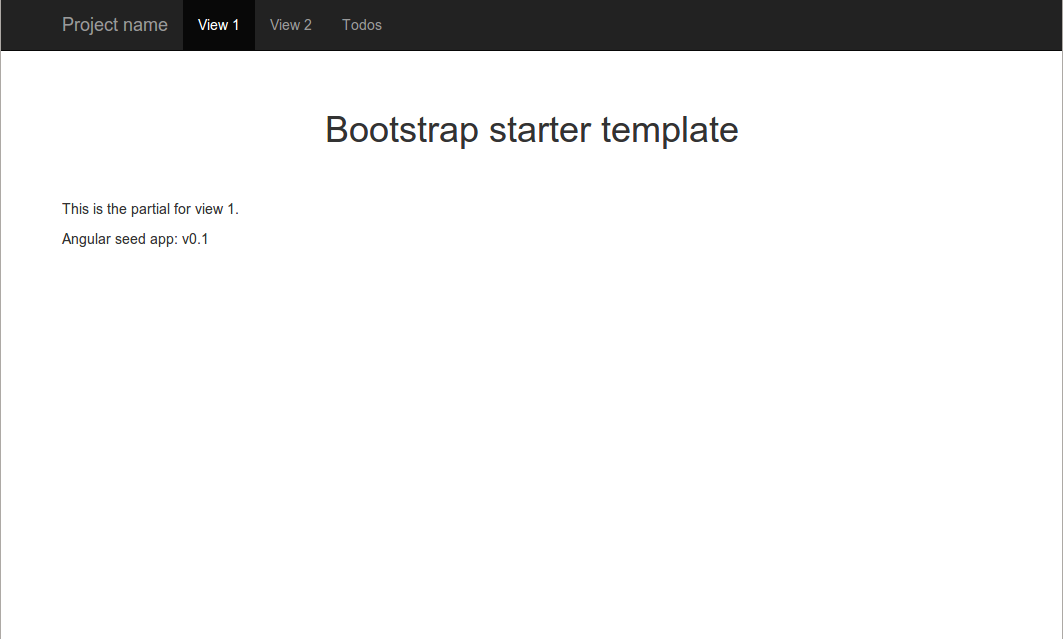 Project name View 1 View 2 Todos
Bootstrap starter template
This is the partial for view 1.
Angular seed app: v0.1